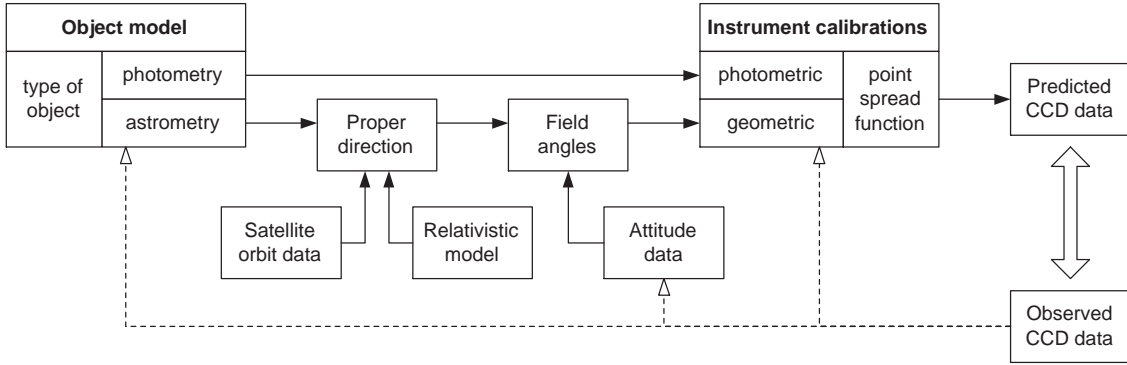 Object model
type of
object
photometry
astrometry
Proper
direction
Field
angles
Instrument calibrations
photometric
geometric
point
spread
function
Predicted
CCD data
Satellite
orbit data
Relativistic
model
Attitude
data
Observed
CCD data